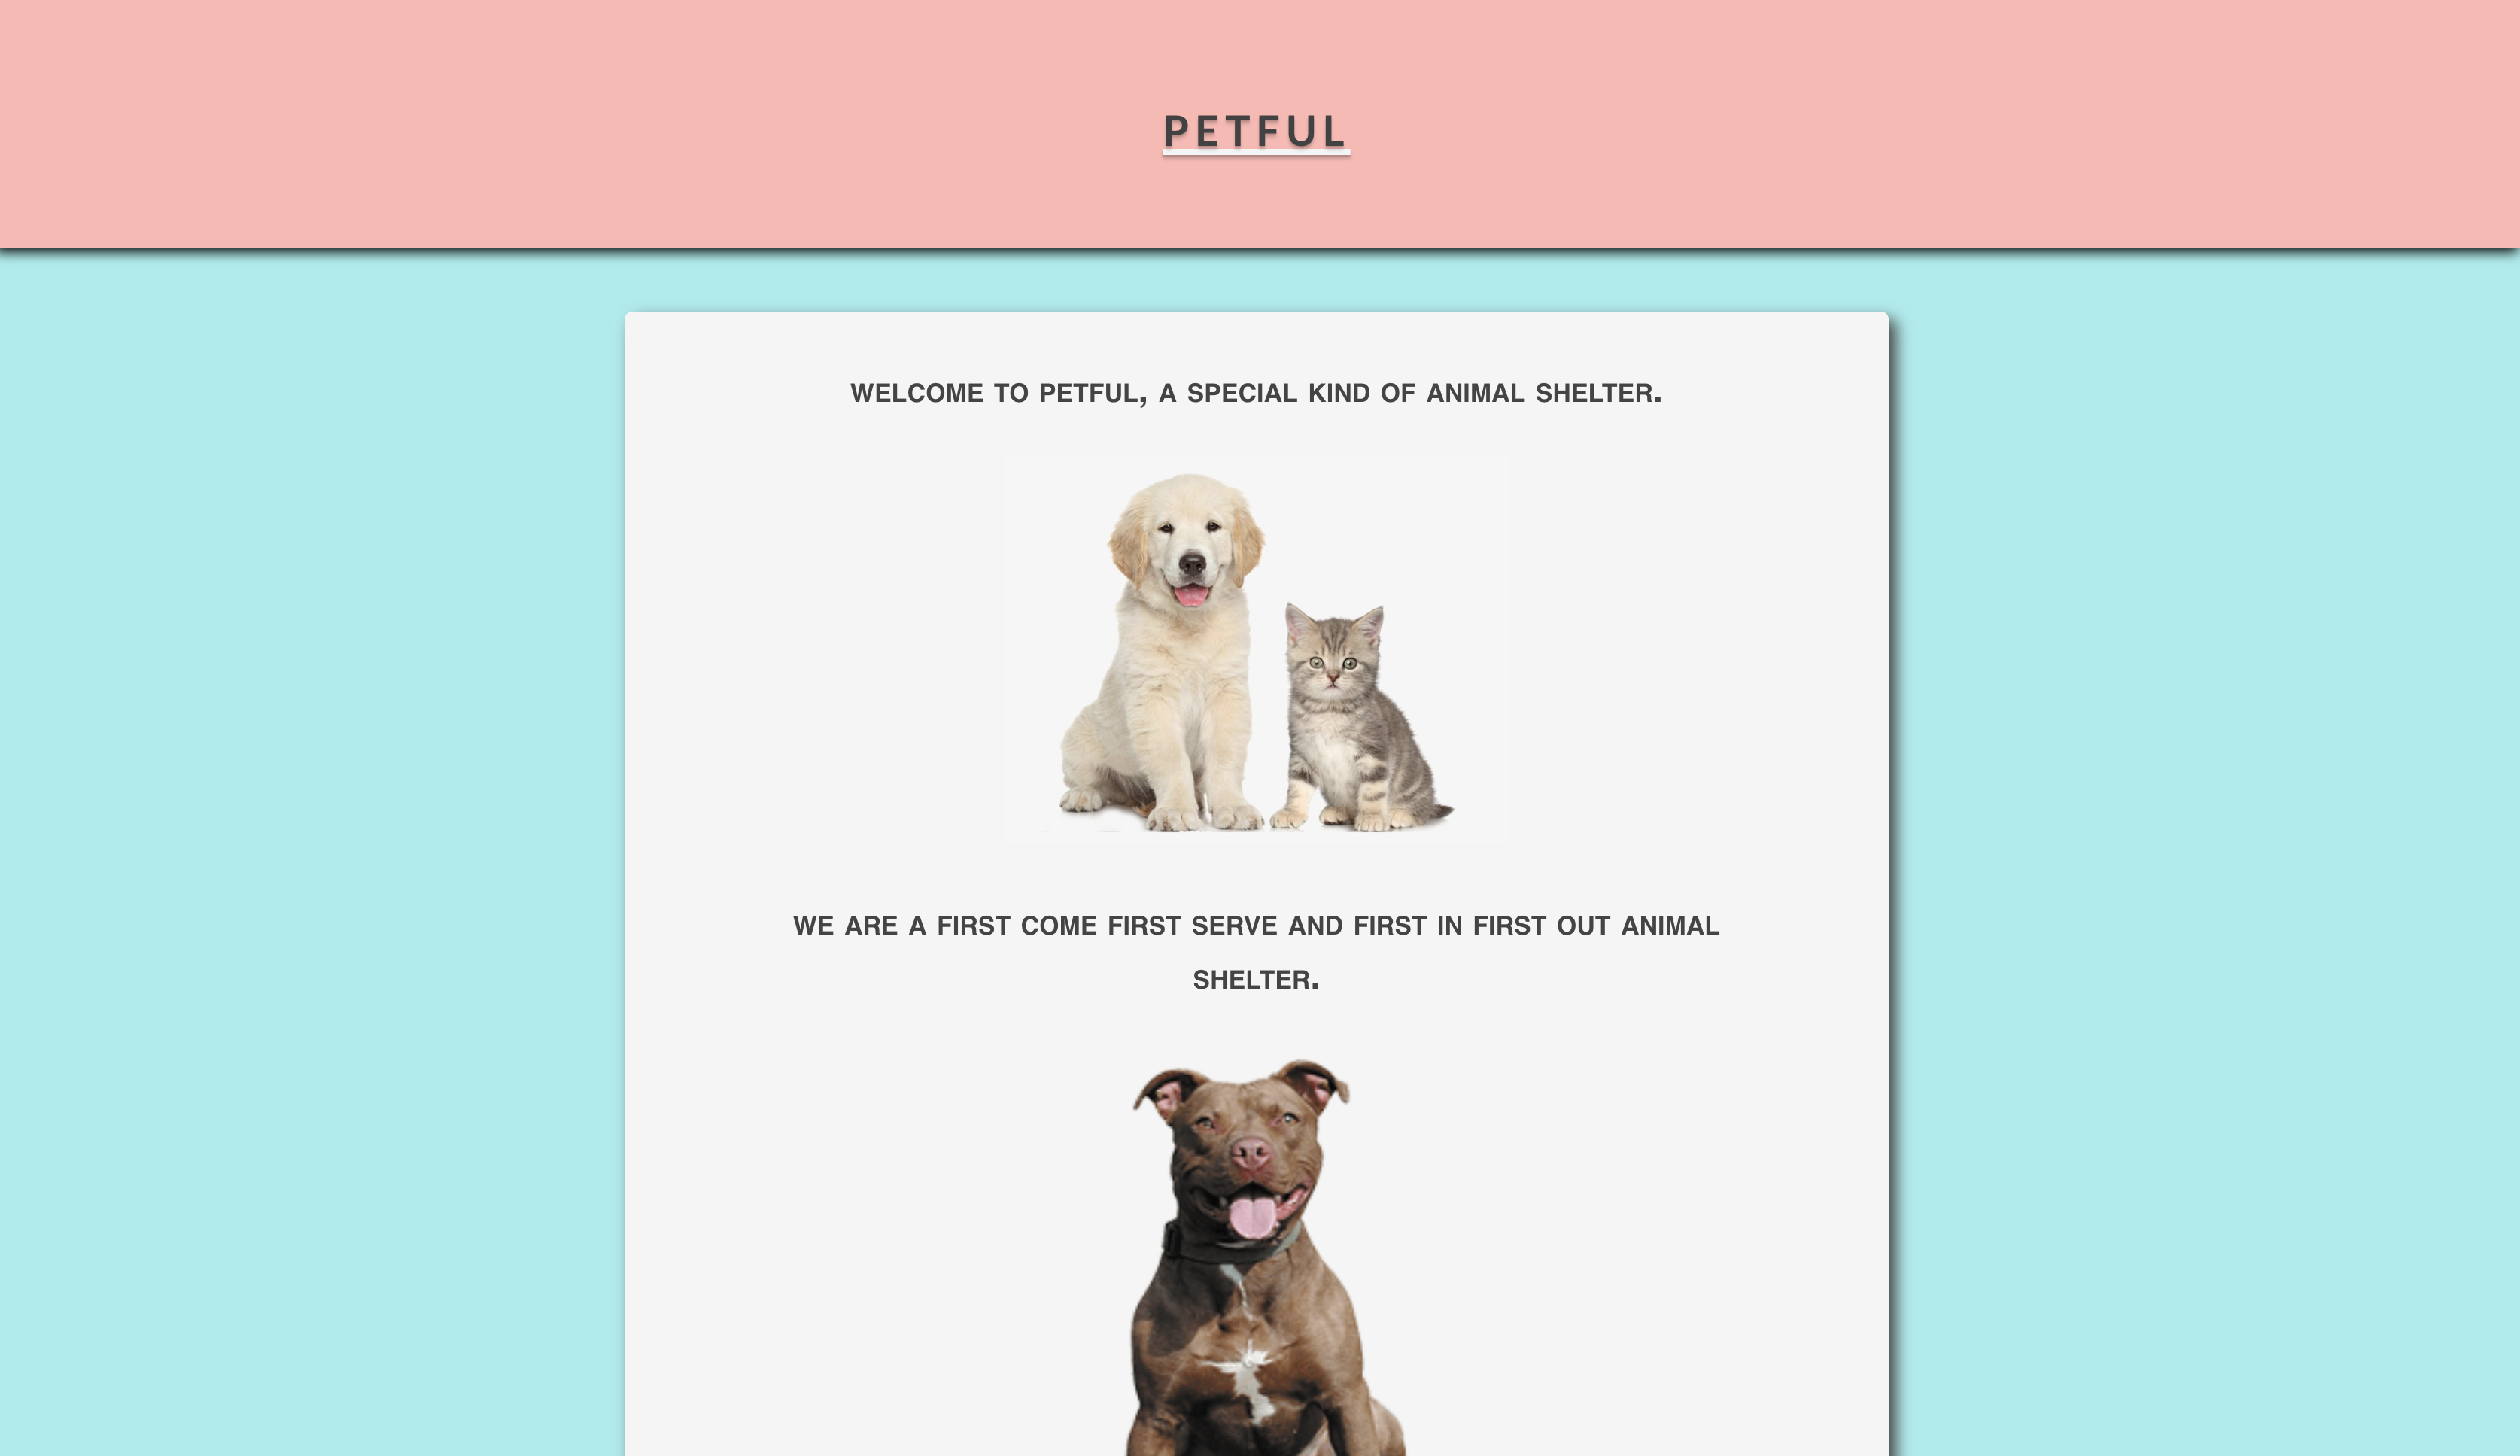 PETFUL
WELCOME TO PETFUL, A SPECIAL KIND OF ANIMAL SHELTER.
WE ARE A FIRST COME FIRST SERVE AND FIRST IN FIRST OUT ANIMAL
SHELTER.